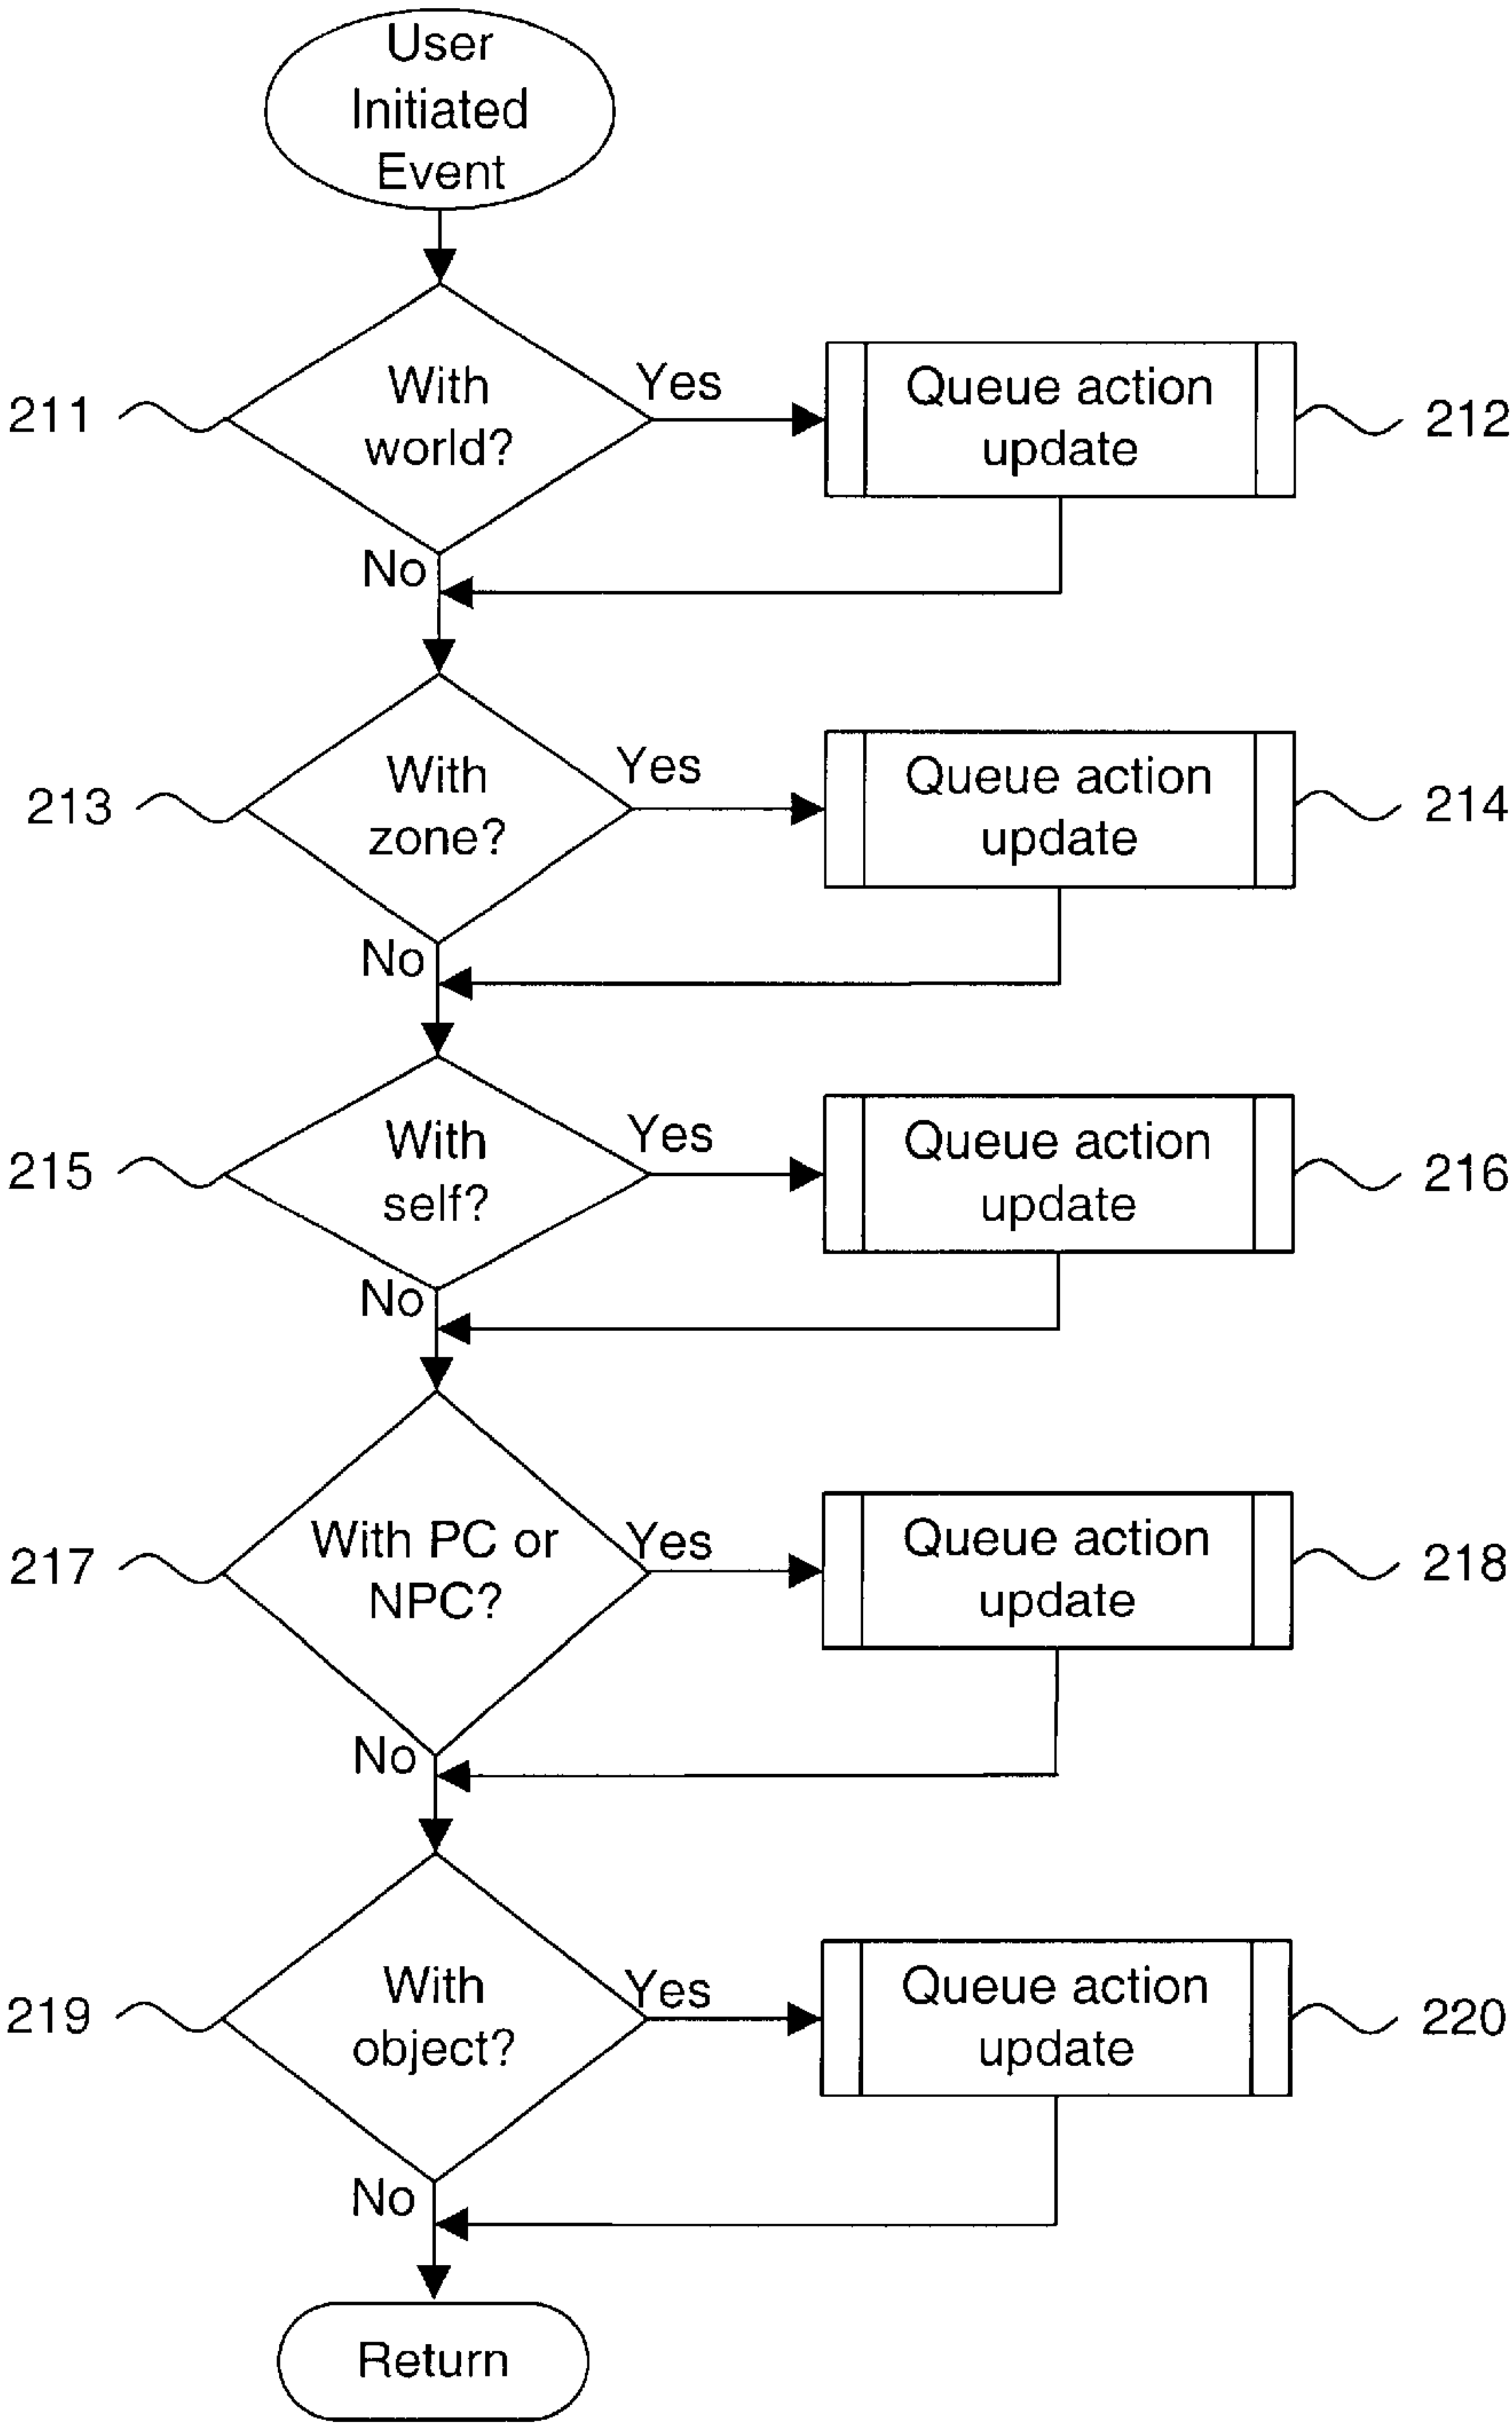 User
Initiated
Event
With
world?
Yes
Queue action
update
211
212
No
With
zone?
Yes
Queue action
update
213
214
No
With
self?
Yes
Queue action
update
215
216
No
With PC or
NPC?
Yes
Queue action
update
217
218
No
With
object?
Yes
Queue action
update
219
220
No
Return